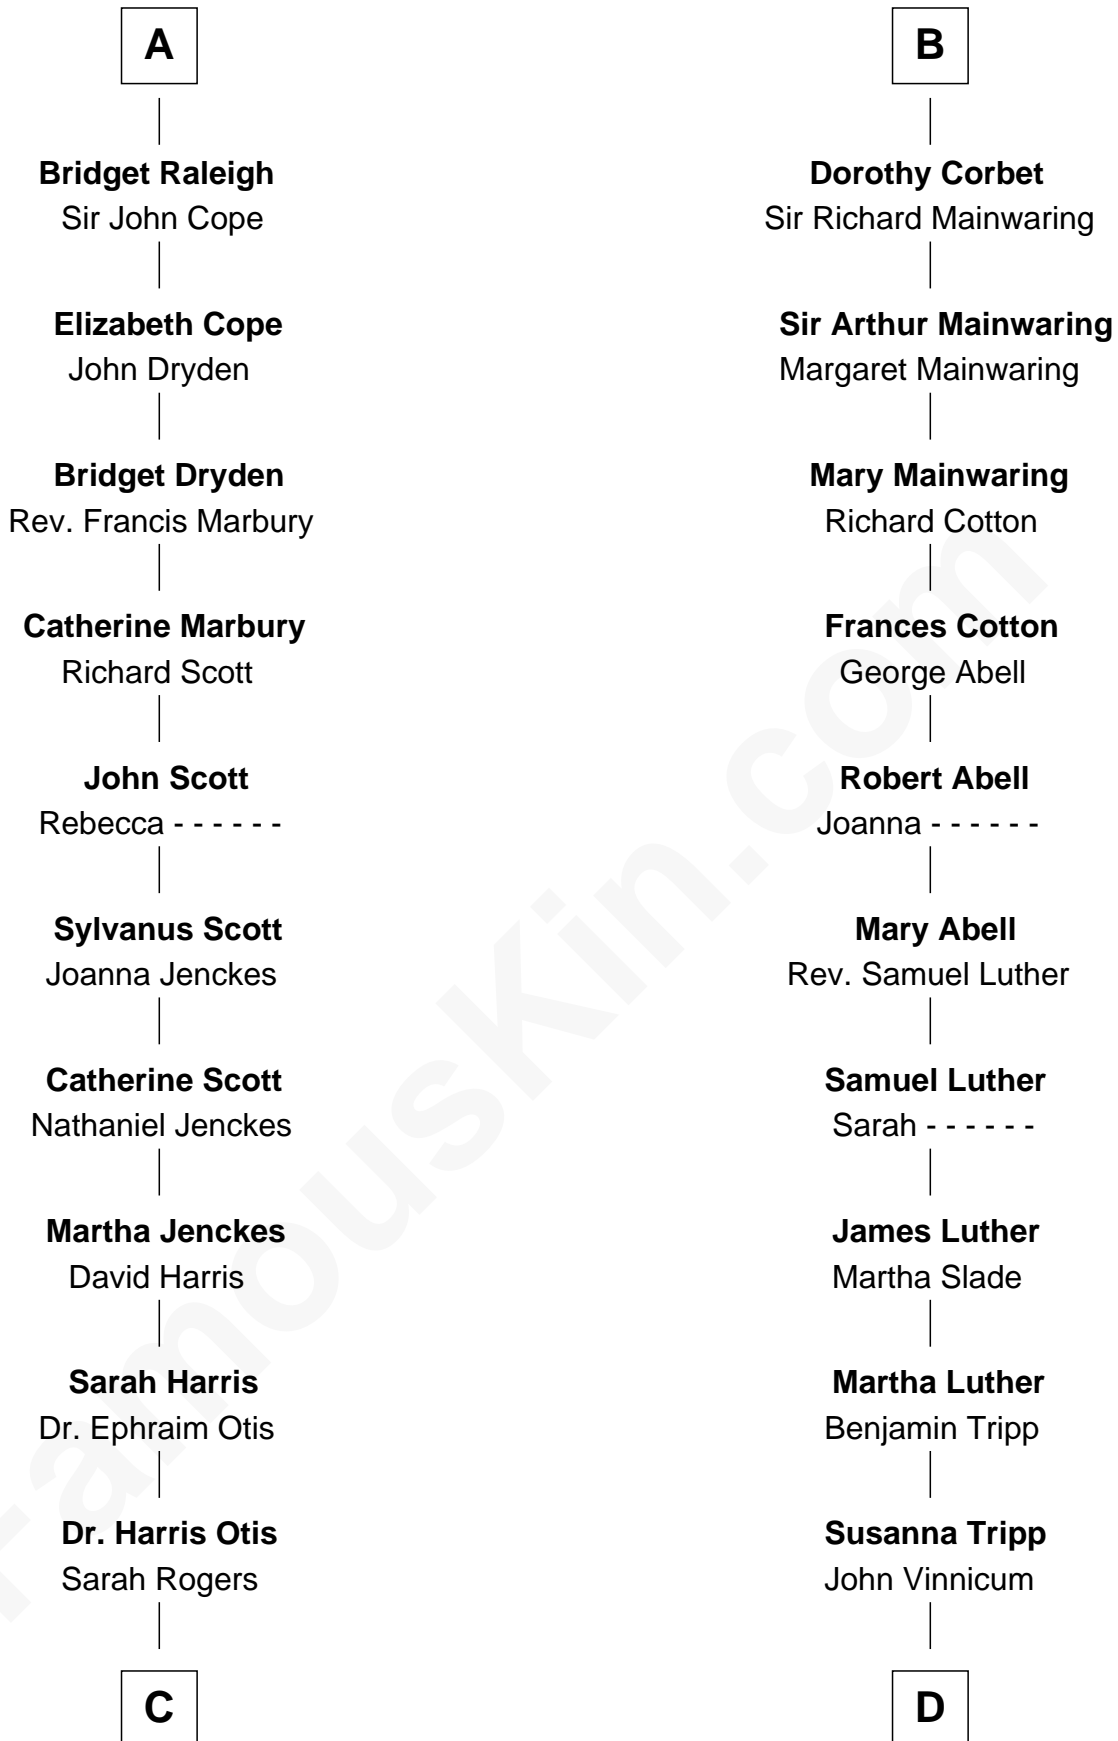 A
Bridget Raleigh
Sir John Cope
Elizabeth Cope
John Dryden
Bridget Dryden
Rev. Francis Marbury
Catherine Marbury
Richard Scott
John Scott
Rebecca - - - - - -
Sylvanus Scott
Joanna Jenckes
Catherine Scott
Nathaniel Jenckes
Martha Jenckes
David Harris
Sarah Harris
Dr. Ephraim Otis
Dr. Harris Otis
Sarah Rogers
C
B
Dorothy Corbet
Sir Richard Mainwaring
Sir Arthur Mainwaring
Margaret Mainwaring
Mary Mainwaring
Richard Cotton
Frances Cotton
George Abell
Robert Abell
Joanna - - - - - -
Mary Abell
Rev. Samuel Luther
Samuel Luther
Sarah - - - - - -
James Luther
Martha Slade
Martha Luther
Benjamin Tripp
Susanna Tripp
John Vinnicum
D
FamousKin.com